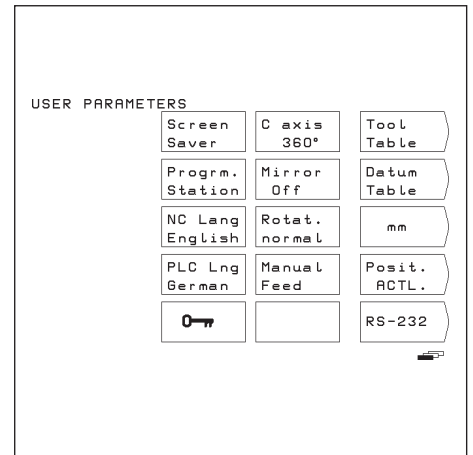 USER PARAMETERS
Screen Saver
C axis 360°
Tool Table
Progrm. Station
Mirror Off
Datum Table
NC Lang English
Rotat. normal
mm
PLC Lng German
Manual Feed
Posit. ACTL.
RS-232